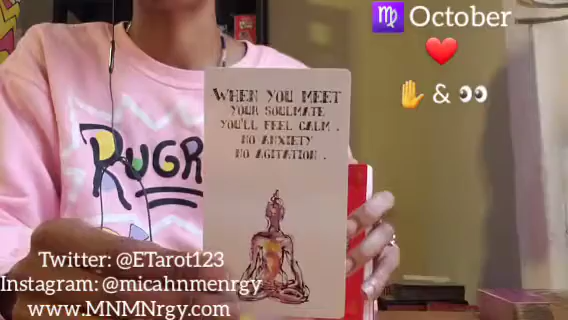 ♍ October
❤️
✋ & 👀
WHEN YOU MEET
YOUR SOULMATE
YOU'LL FEEL CALM .
NO ANXIETY
NO AGITATION .
RUGR
Twitter: @ETarot123
Instagram: @micahnmenrgy
www.MNMNrgy.com